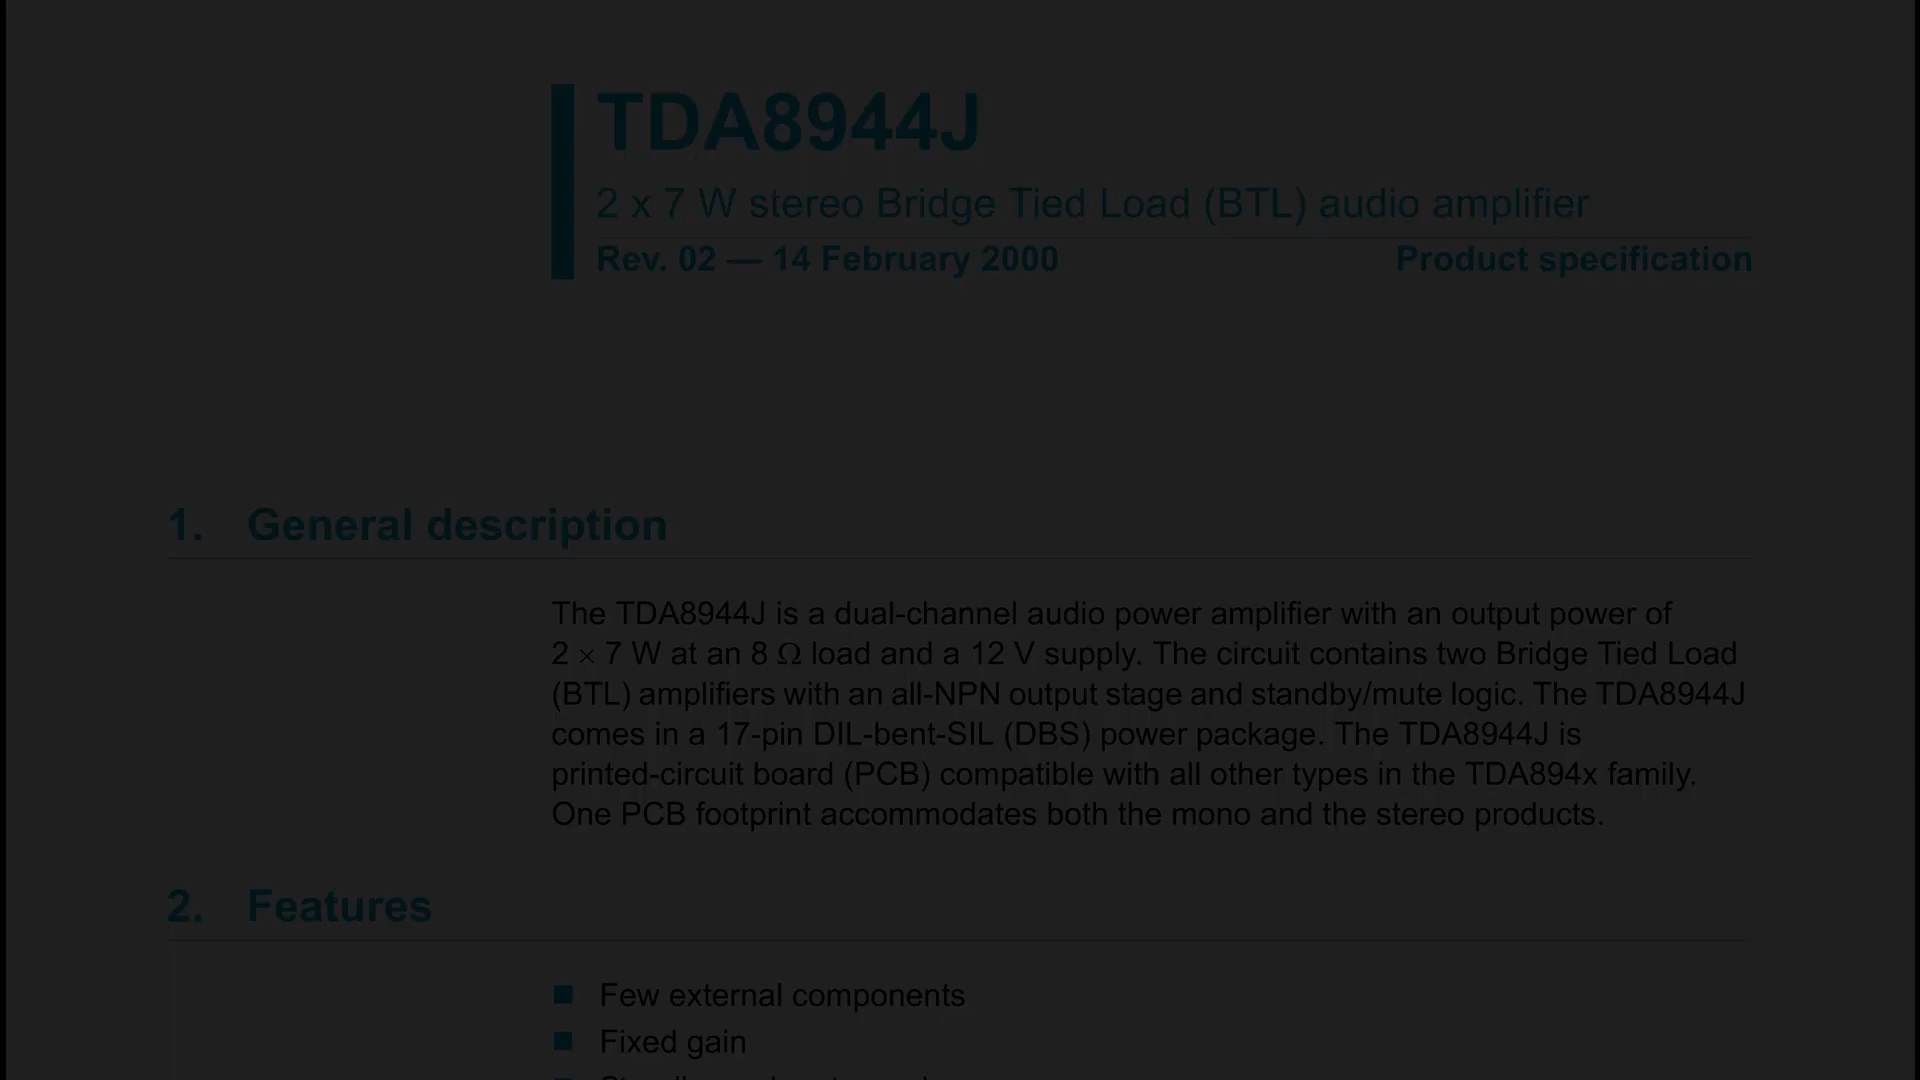 TDA8944J
2 x 7 W stereo Bridge Tied Load (BTL) audio amplifier
Rev. 02 — 14 February 2000 Product specification
1. General description
The TDA8944J is a dual-channel audio power amplifier with an output power of
2 × 7 W at an 8 Ω load and a 12 V supply. The circuit contains two Bridge Tied Load
(BTL) amplifiers with an all-NPN output stage and standby/mute logic. The TDA8944J
comes in a 17-pin DIL-bent-SIL (DBS) power package. The TDA8944J is
printed-circuit board (PCB) compatible with all other types in the TDA894x family.
One PCB footprint accommodates both the mono and the stereo products.
2. Features
■ Few external components
■ Fixed gain